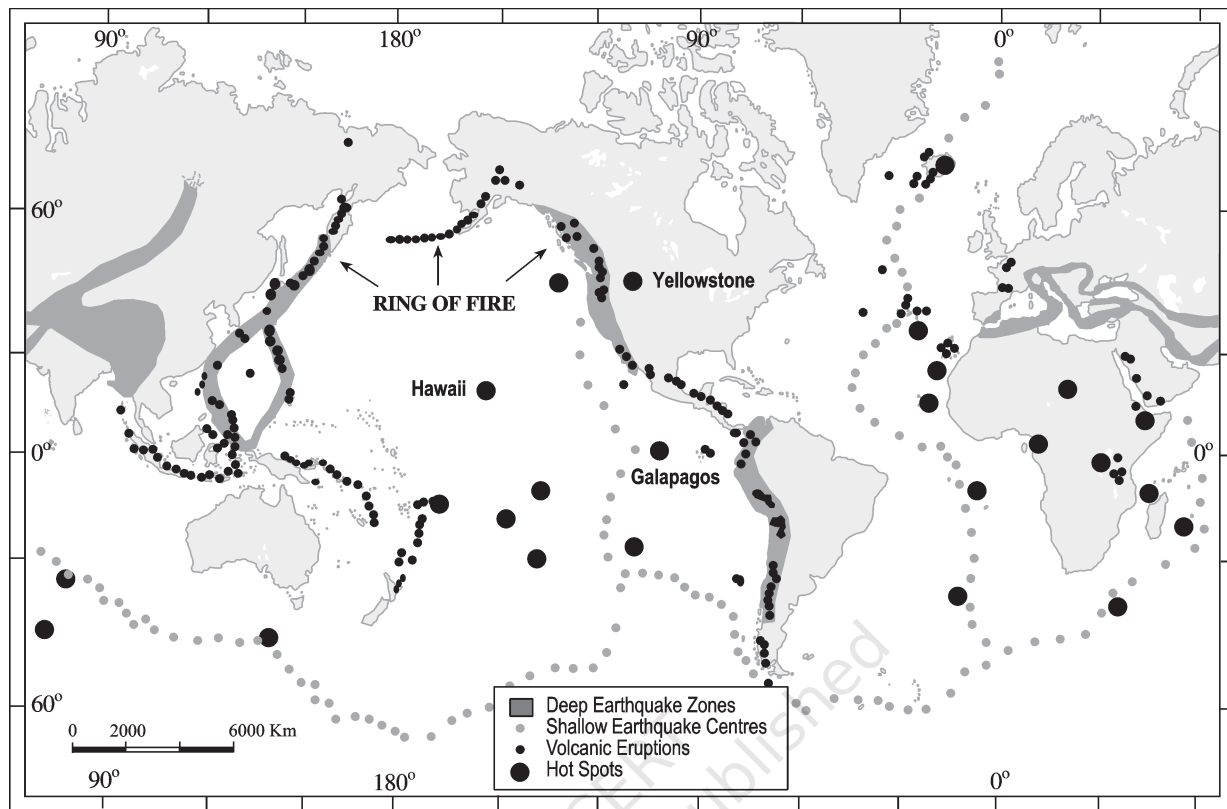 90º 180º 90º 0º
60º
Yellowstone
RING OF FIRE
Hawaii
0º 0º
Galapagos
60º
Deep Earthquake Zones
Shallow Earthquake Centres
Volcanic Eruptions
Hot Spots
0 2000 6000 Km
90º 180º 0º